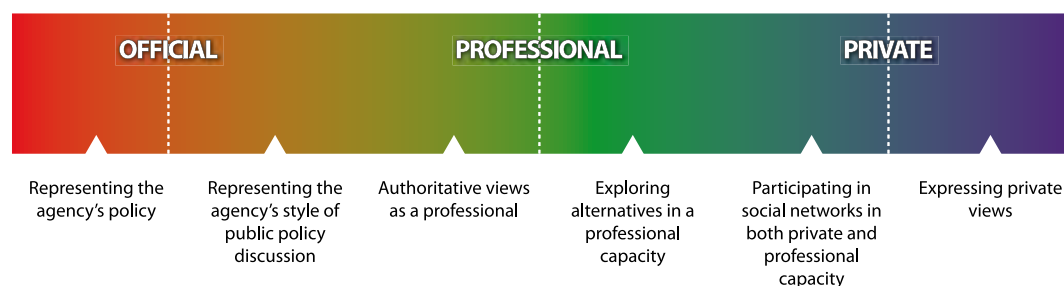 OFFICIAL
PROFESSIONAL
PRIVATE
Representing the
agency’s policy
Representing the
agency’s style of
public policy
discussion
Authoritative views
as a professional
Exploring
alternatives in a
professional
capacity
Participating in
social networks in
both private and
professional
capacity
Expressing private
views